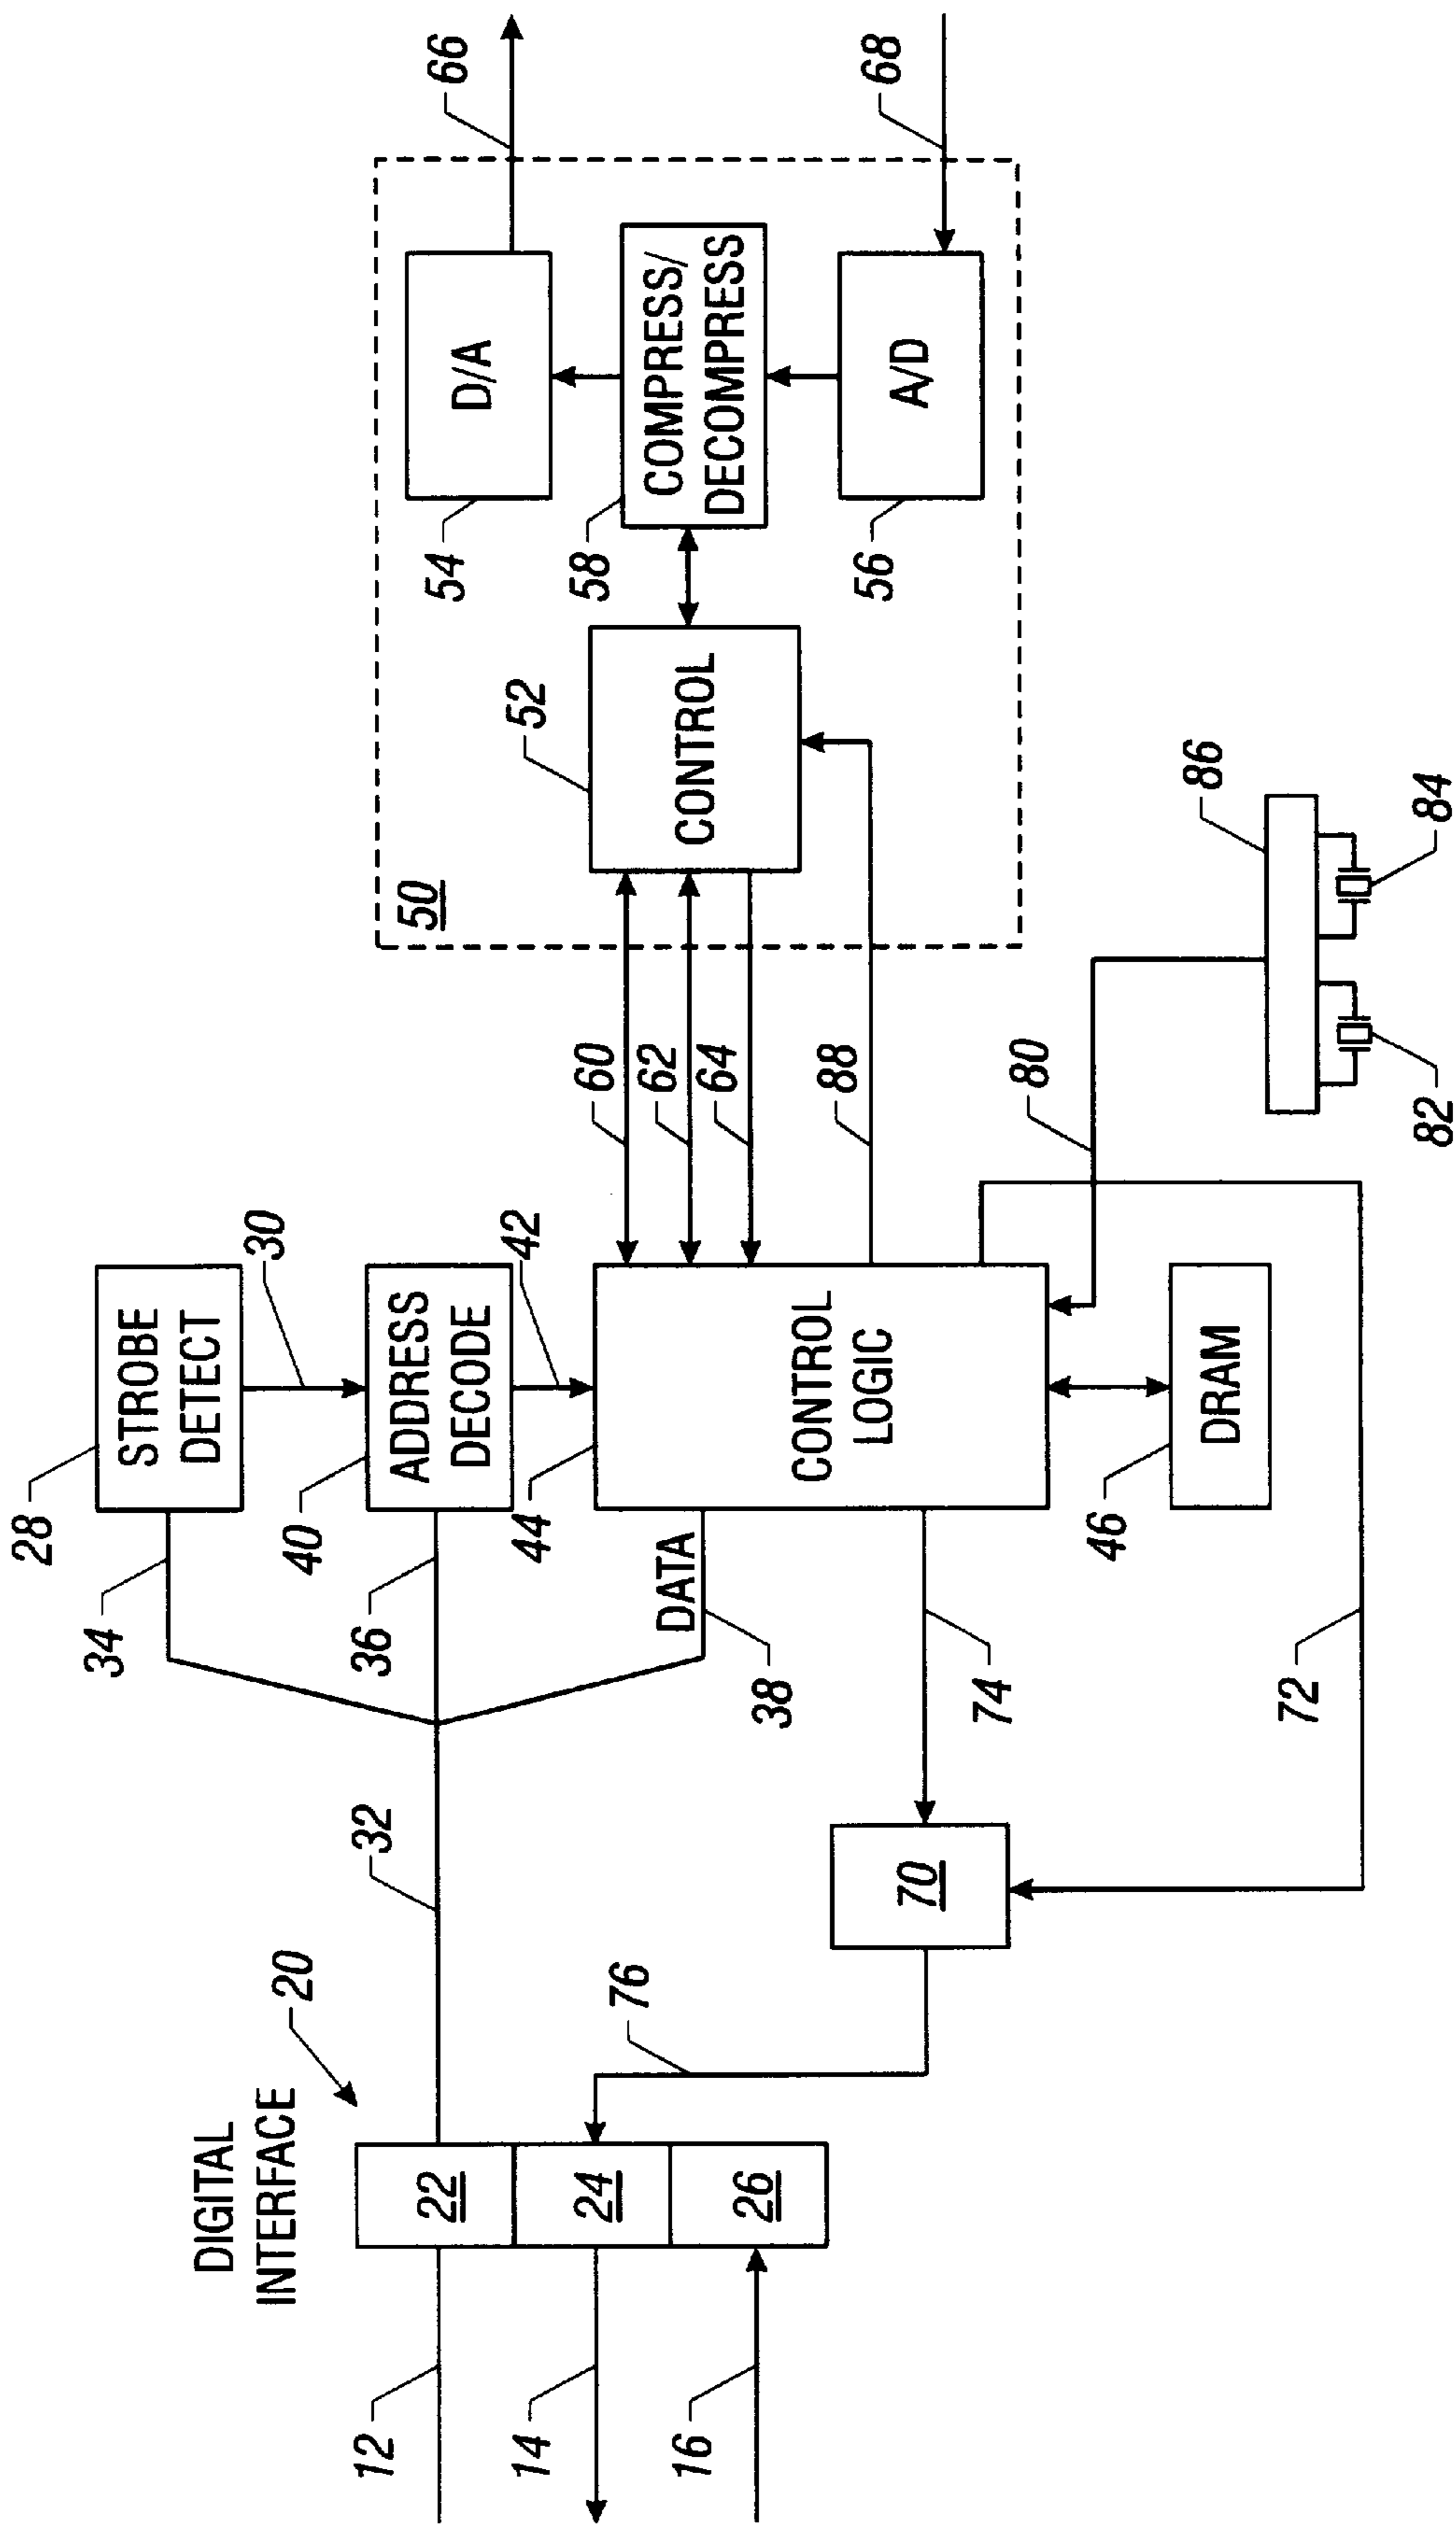 28
STROBE
DETECT
34
30
40
ADDRESS
DECODE
36
42
44
CONTROL
LOGIC
DATA
38
46
DRAM
DIGITAL
INTERFACE
20
32
12
22
14
24
16
26
76
70
74
72
60
62
64
88
80
50
52
CONTROL
54
D/A
66
58
COMPRESS/
DECOMPRESS
56
A/D
68
86
82
84